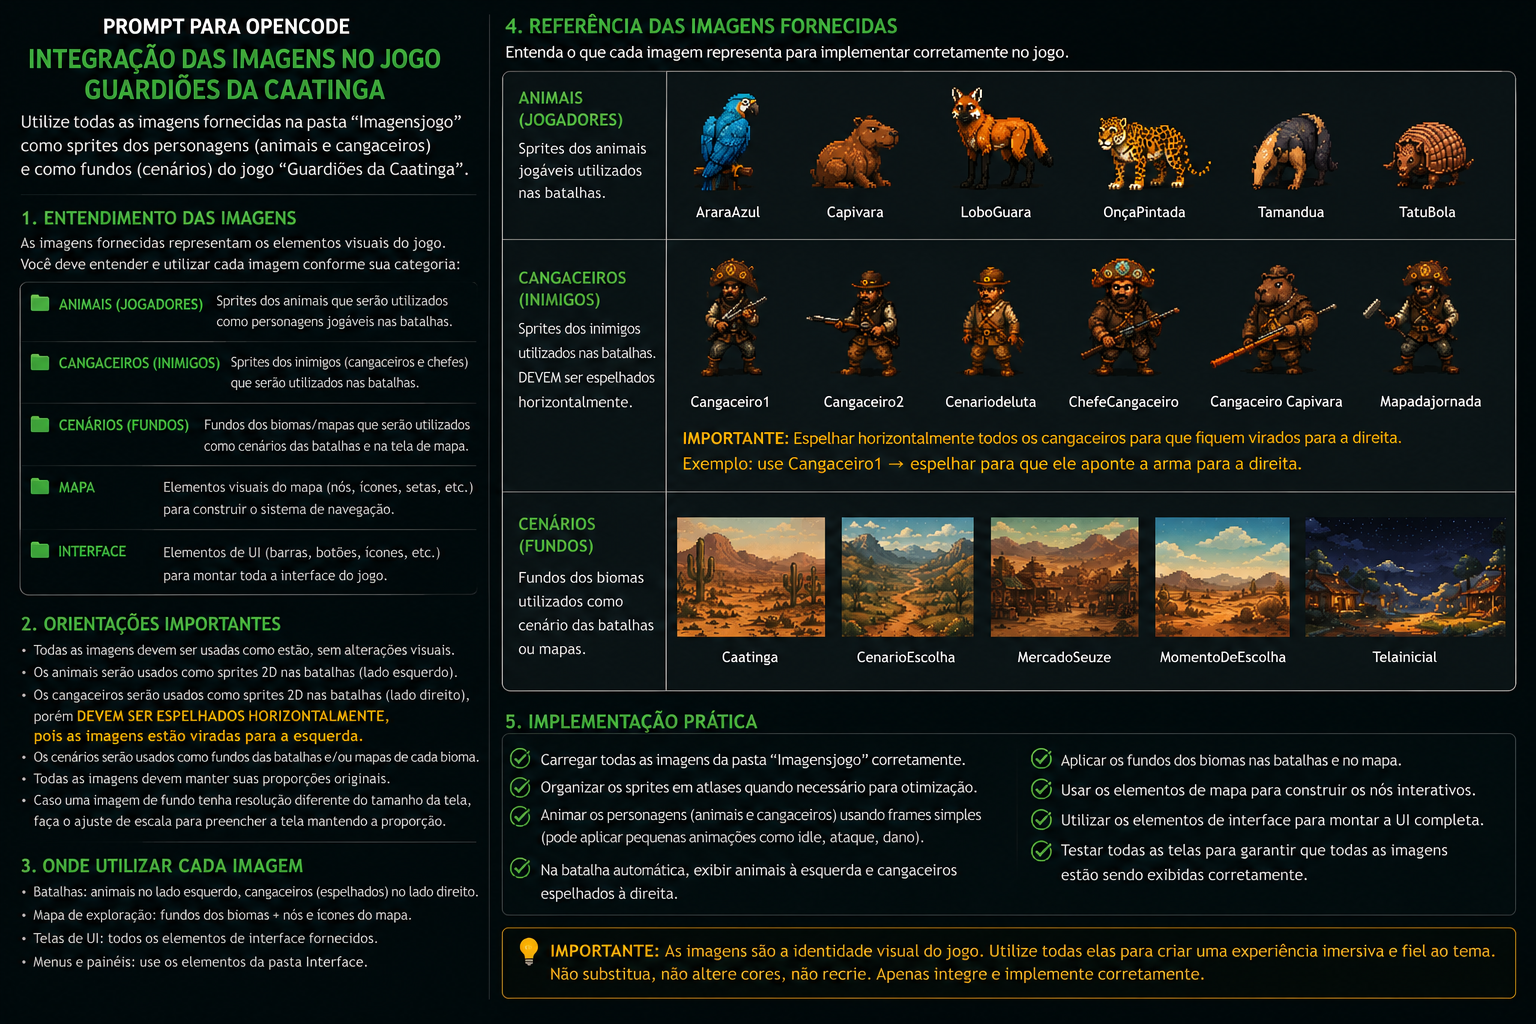 PROMPT PARA OPENCODE
INTEGRAÇÃO DAS IMAGENS NO JOGO
GUARDIÕES DA CAATINGA
Utilize todas as imagens fornecidas na pasta “Imagensjogo”
como sprites dos personagens (animais e cangaceiros)
e como fundos (cenários) do jogo “Guardiões da Caatinga”.
1. ENTENDIMENTO DAS IMAGENS
As imagens fornecidas representam os elementos visuais do jogo.
Você deve entender e utilizar cada imagem conforme sua categoria:
ANIMAIS (JOGADORES)
Sprites dos animais que serão utilizados
como personagens jogáveis nas batalhas.
CANGACEIROS (INIMIGOS)
Sprites dos inimigos (cangaceiros e chefes)
que serão utilizados nas batalhas.
CENÁRIOS (FUNDOS)
Fundos dos biomas/mapas que serão utilizados
como cenários das batalhas e na tela de mapa.
MAPA
Elementos visuais do mapa (nós, ícones, setas, etc.)
para construir o sistema de navegação.
INTERFACE
Elementos de UI (barras, botões, ícones, etc.)
para montar toda a interface do jogo.
2. ORIENTAÇÕES IMPORTANTES
• Todas as imagens devem ser usadas como estão, sem alterações visuais.
• Os animais serão usados como sprites 2D nas batalhas (lado esquerdo).
• Os cangaceiros serão usados como sprites 2D nas batalhas (lado direito),
porém DEVEM SER ESPELHADOS HORIZONTALMENTE,
pois as imagens estão viradas para a esquerda.
• Os cenários serão usados como fundos das batalhas e/ou mapas de cada bioma.
• Todas as imagens devem manter suas proporções originais.
• Caso uma imagem de fundo tenha resolução diferente do tamanho da tela,
faça o ajuste de escala para preencher a tela mantendo a proporção.
3. ONDE UTILIZAR CADA IMAGEM
• Batalhas: animais no lado esquerdo, cangaceiros (espelhados) no lado direito.
• Mapa de exploração: fundos dos biomas + nós e ícones do mapa.
• Telas de UI: todos os elementos de interface fornecidos.
• Menus e painéis: use os elementos da pasta Interface.
4. REFERÊNCIA DAS IMAGENS FORNECIDAS
Entenda o que cada imagem representa para implementar corretamente no jogo.
ANIMAIS
(JOGADORES)
Sprites dos animais
jogáveis utilizados
nas batalhas.
AraraAzul
Capivara
LoboGuara
OnçaPintada
Tamandua
TatuBola
CANGACEIROS
(INIMIGOS)
Sprites dos inimigos
utilizados nas batalhas.
DEVEM ser espelhados
horizontalmente.
Cangaceiro1
Cangaceiro2
Cenariodeluta
ChefeCangaceiro
Cangaceiro Capivara
Mapadajornada
IMPORTANTE: Espelhar horizontalmente todos os cangaceiros para que fiquem virados para a direita.
Exemplo: use Cangaceiro1 → espelhar para que ele aponte a arma para a direita.
CENÁRIOS
(FUNDOS)
Fundos dos biomas
utilizados como
cenário das batalhas
ou mapas.
Caatinga
CenarioEscolha
MercadoSeuze
MomentoDeEscolha
Telainicial
5. IMPLEMENTAÇÃO PRÁTICA
Carregar todas as imagens da pasta “Imagensjogo” corretamente.
Organizar os sprites em atlases quando necessário para otimização.
Animar os personagens (animais e cangaceiros) usando frames simples
(pode aplicar pequenas animações como idle, ataque, dano).
Na batalha automática, exibir animais à esquerda e cangaceiros
espelhados à direita.
Aplicar os fundos dos biomas nas batalhas e no mapa.
Usar os elementos de mapa para construir os nós interativos.
Utilizar os elementos de interface para montar a UI completa.
Testar todas as telas para garantir que todas as imagens
estão sendo exibidas corretamente.
IMPORTANTE: As imagens são a identidade visual do jogo. Utilize todas elas para criar uma experiência imersiva e fiel ao tema.
Não substitua, não altere cores, não recrie. Apenas integre e implemente corretamente.